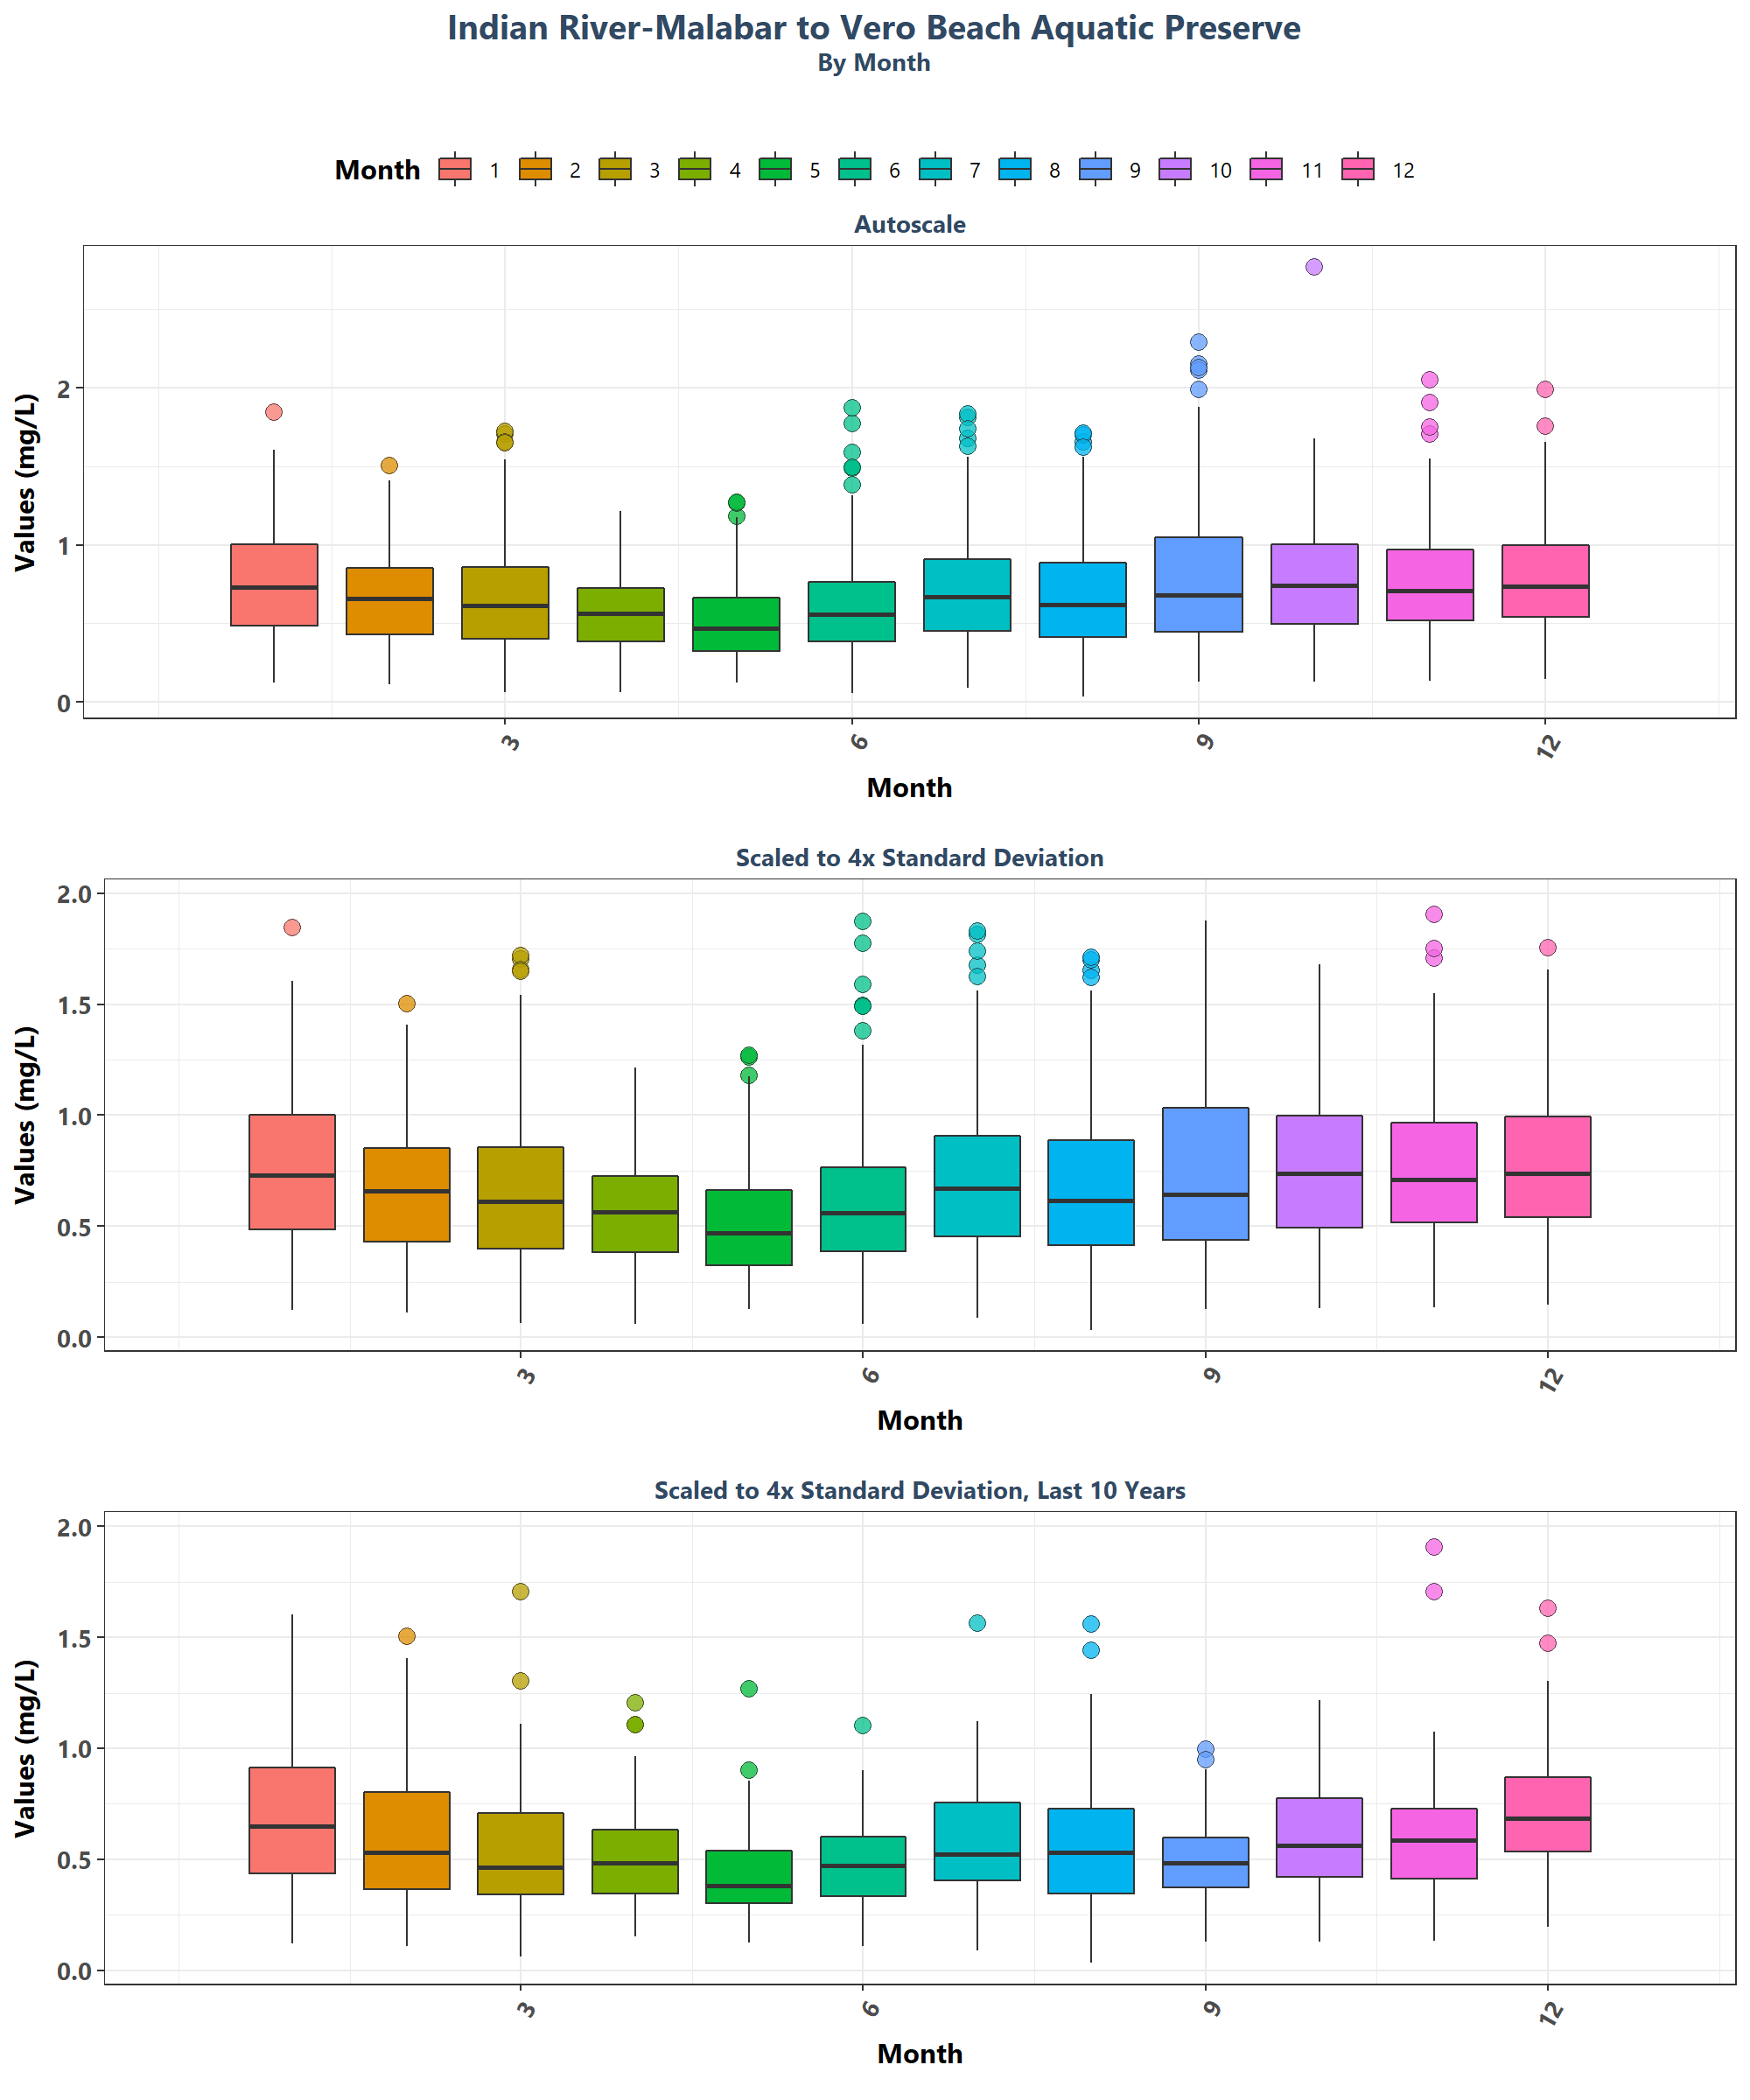 Indian River-Malabar to Vero Beach Aquatic Preserve
By Month
Month 1 2 3 4 5 6 7 8 9 10 11 12
Autoscale
Values (mg/L)
2
1
0
3 6 9 12
Month
Scaled to 4x Standard Deviation
Values (mg/L)
2.0
1.5
1.0
0.5
0.0
3 6 9 12
Month
Scaled to 4x Standard Deviation, Last 10 Years
Values (mg/L)
2.0
1.5
1.0
0.5
0.0
3 6 9 12
Month